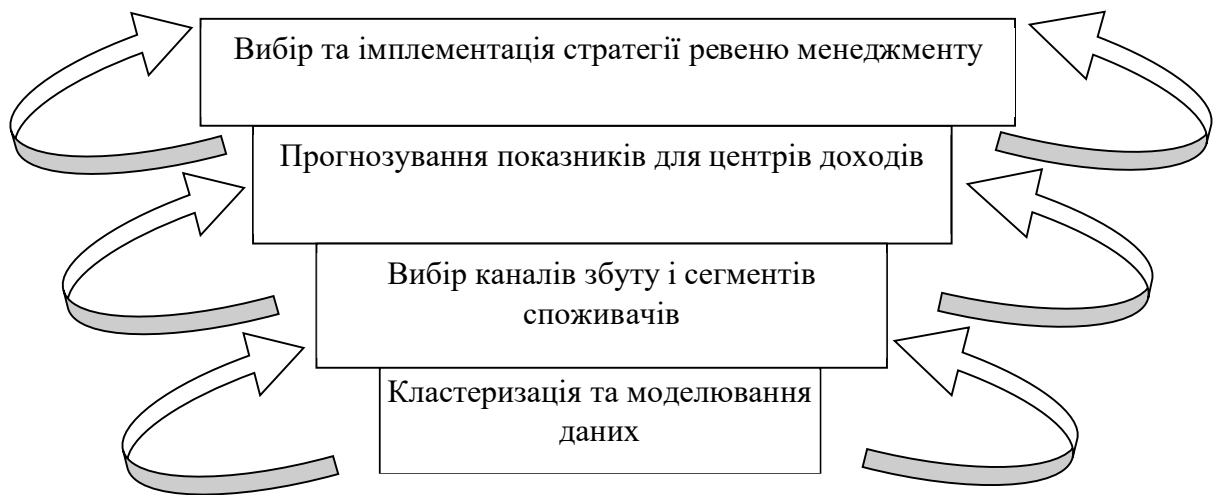 Вибір та імплементація стратегії ревеню менеджменту
Прогнозування показників для центрів доходів
Вибір каналів збуту і сегментів
споживачів
Кластеризація та моделювання
даних